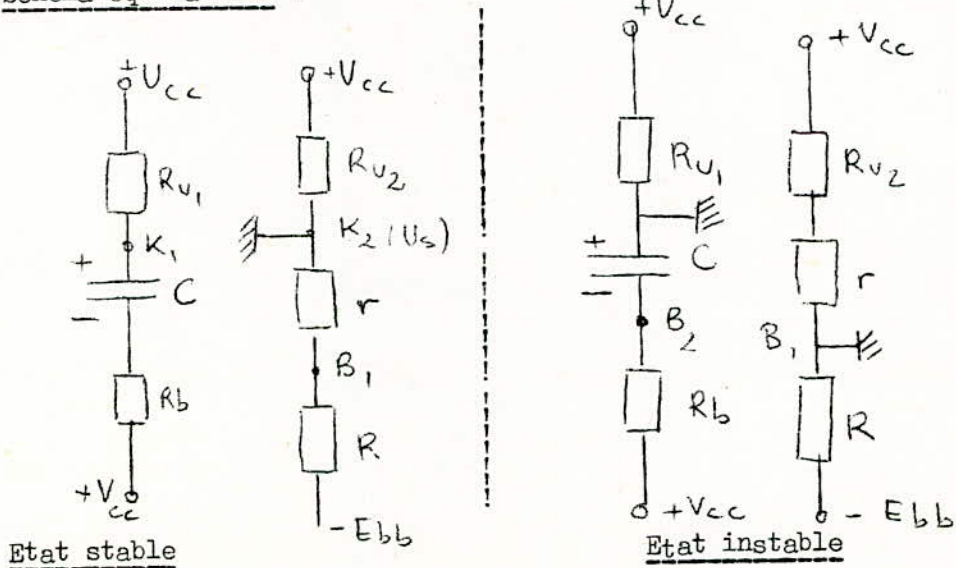 +Vcc
Ru1
K1
+
C
-
Rb
+Vcc
Etat stable
+Vcc
Ru2
K2 (Us)
r
B1
R
-Ebb
+Vcc
Ru1
+
C
-
B2
Rb
+Vcc
+Vcc
Ru2
r
B1
R
-Ebb
Etat instable